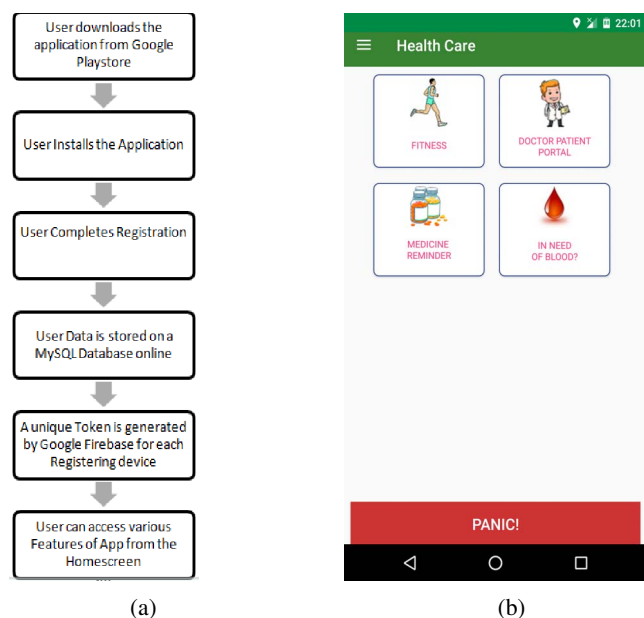 User downloads the
application from Google
Playstore
User Installs the Application
User Completes Registration
User Data is stored on a
MySQL Database online
A unique Token is generated
by Google Firebase for each
Registering device
User can access various
Features of App from the
Homescreen
(a)
22:01
Health Care
FITNESS
DOCTOR PATIENT
PORTAL
MEDICINE
REMINDER
IN NEED
OF BLOOD?
PANIC!
(b)